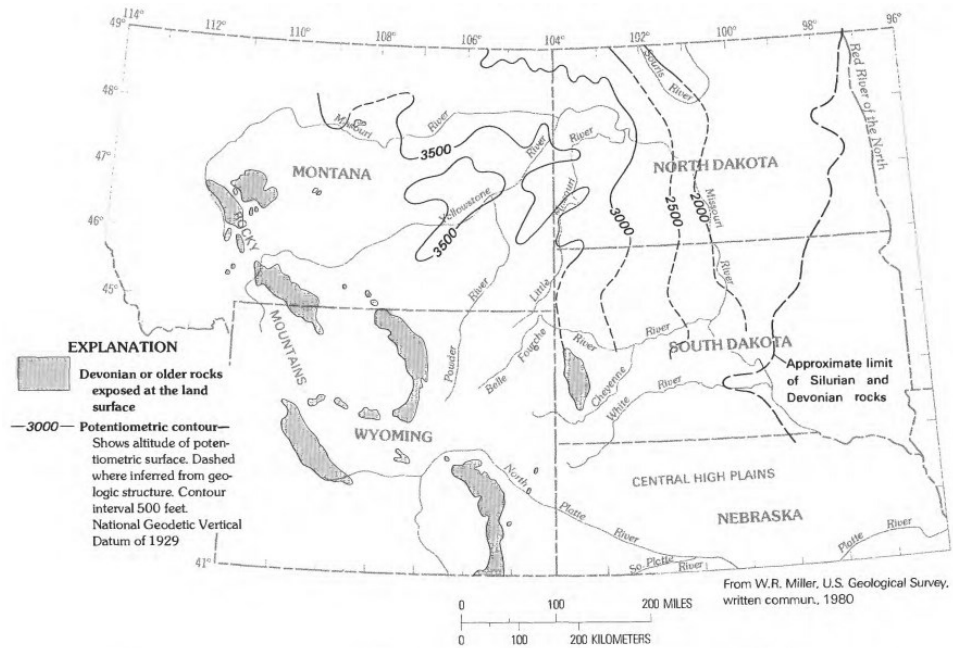 114°
49°
110°
108°
106°
102°
100°
98°
96°
48°
47°
46°
45°
41°
Souris
River
Red River of the North
Missouri
River
River
River
3500
MONTANA
NORTH DAKOTA
Yellowstone
Missouri
3500
3000
2500
2000
Missouri
River
ROCKY
MOUNTAINS
River
Powder
Little
Belle
Fourche
River
River
Cheyenne
White
River
SOUTH DAKOTA
Approximate limit
of Silurian and
Devonian rocks
WYOMING
North
Platte
River
So. Platte
River
CENTRAL HIGH PLAINS
NEBRASKA
Platte
River
EXPLANATION
Devonian or older rocks
exposed at the land
surface
—3000— Potentiometric contour—
Shows altitude of poten-
tiometric surface. Dashed
where inferred from geo-
logic structure. Contour
interval 500 feet.
National Geodetic Vertical
Datum of 1929
From W.R. Miller, U.S. Geological Survey,
written commun., 1980
0 100 200 MILES
0 100 200 KILOMETERS